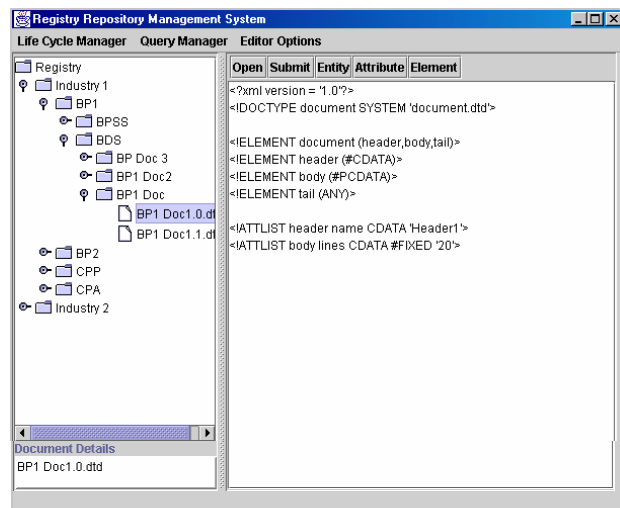 Registry Repository Management System
Life Cycle Manager Query Manager Editor Options
Registry
Industry 1
BP1
BPSS
BDS
BP Doc 3
BP1 Doc2
BP1 Doc
BP1 Doc1.0.dt
BP1 Doc1.1.dt
BP2
CPP
CPA
Industry 2
Document Details
BP1 Doc1.0.dtd
Open Submit Entity Attribute Element
<?xml version = '1.0'?>
<!DOCTYPE document SYSTEM 'document.dtd'>
<!ELEMENT document (header,body,tail)>
<!ELEMENT header (#CDATA)>
<!ELEMENT body (#PCDATA)>
<!ELEMENT tail (ANY)>
<!ATTLIST header name CDATA 'Header1'>
<!ATTLIST body lines CDATA #FIXED '20'>